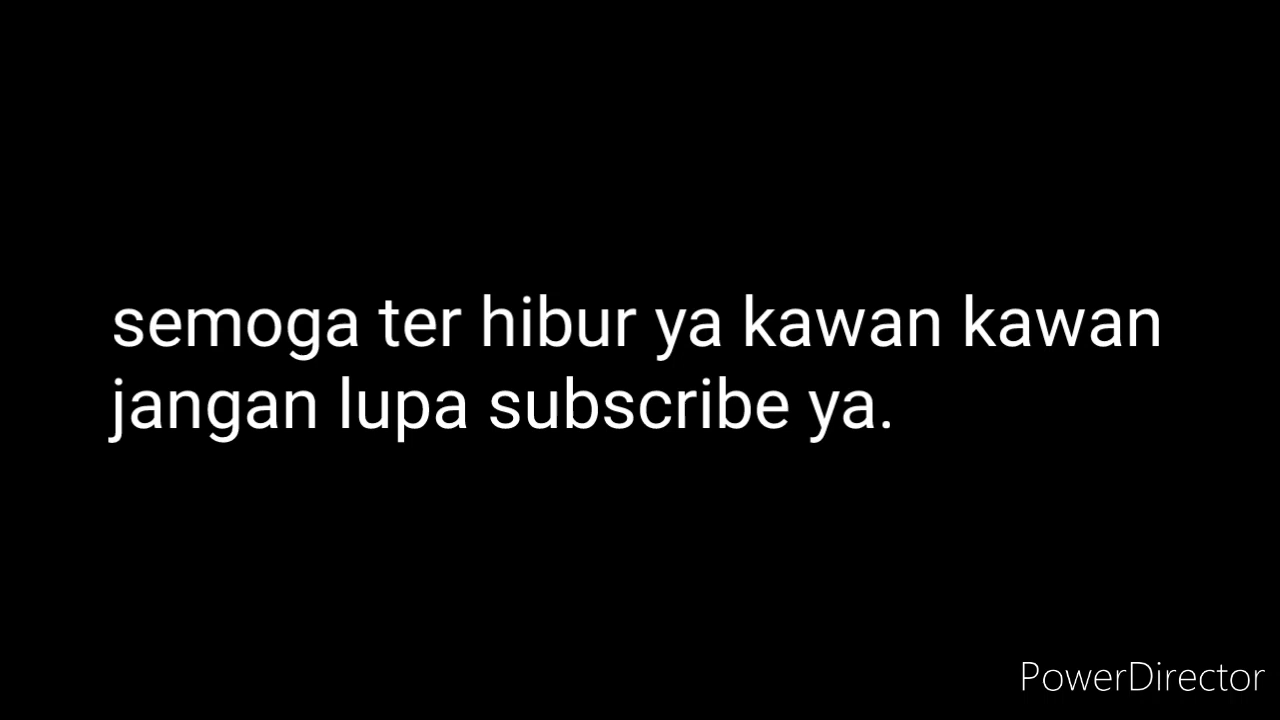 semoga ter hibur ya kawan kawan
jangan lupa subscribe ya.
PowerDirector